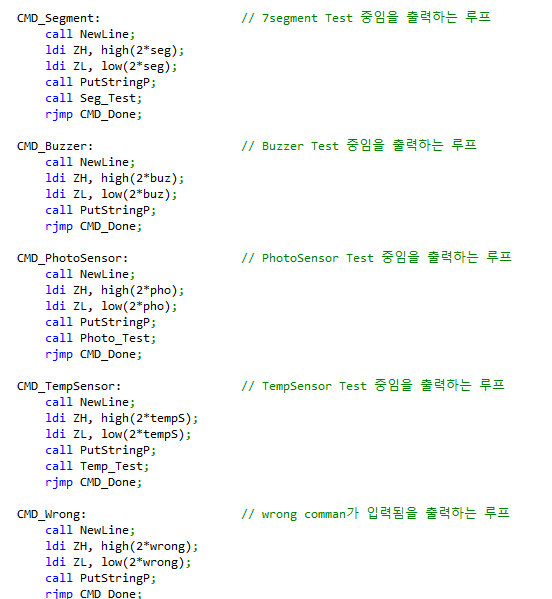 CMD_Segment: // 7segment Test 중임을 출력하는 루프
call NewLine;
ldi ZH, high(2*seg);
ldi ZL, low(2*seg);
call PutStringP;
call Seg_Test;
rjmp CMD_Done;
CMD_Buzzer: // Buzzer Test 중임을 출력하는 루프
call NewLine;
ldi ZH, high(2*buz);
ldi ZL, low(2*buz);
call PutStringP;
rjmp CMD_Done;
CMD_PhotoSensor: // PhotoSensor Test 중임을 출력하는 루프
call NewLine;
ldi ZH, high(2*pho);
ldi ZL, low(2*pho);
call PutStringP;
call Photo_Test;
rjmp CMD_Done;
CMD_TempSensor: // TempSensor Test 중임을 출력하는 루프
call NewLine;
ldi ZH, high(2*tempS);
ldi ZL, low(2*tempS);
call PutStringP;
call Temp_Test;
rjmp CMD_Done;
CMD_Wrong: // wrong comman가 입력됨을 출력하는 루프
call NewLine;
ldi ZH, high(2*wrong);
ldi ZL, low(2*wrong);
call PutStringP;
rjmp CMD_Done;